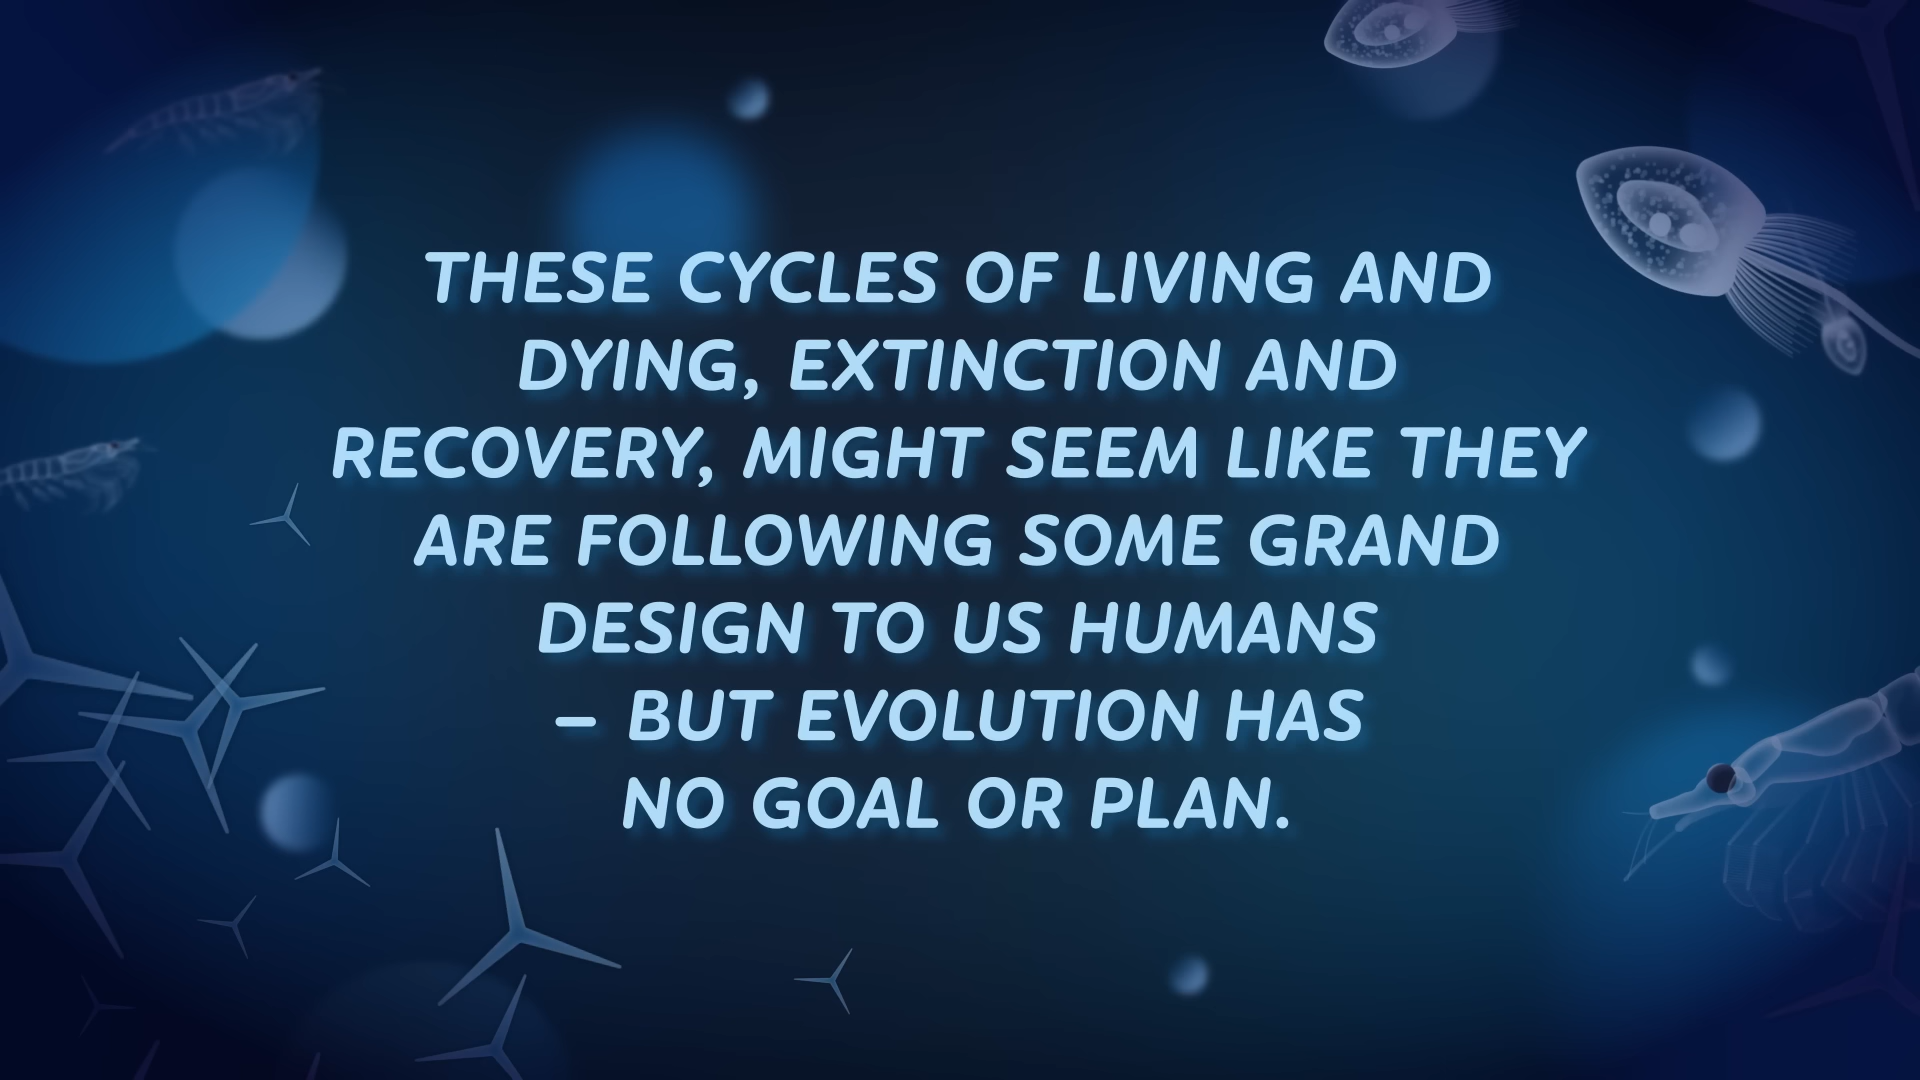 THESE CYCLES OF LIVING AND
DYING, EXTINCTION AND
RECOVERY, MIGHT SEEM LIKE THEY
ARE FOLLOWING SOME GRAND
DESIGN TO US HUMANS
– BUT EVOLUTION HAS
NO GOAL OR PLAN.